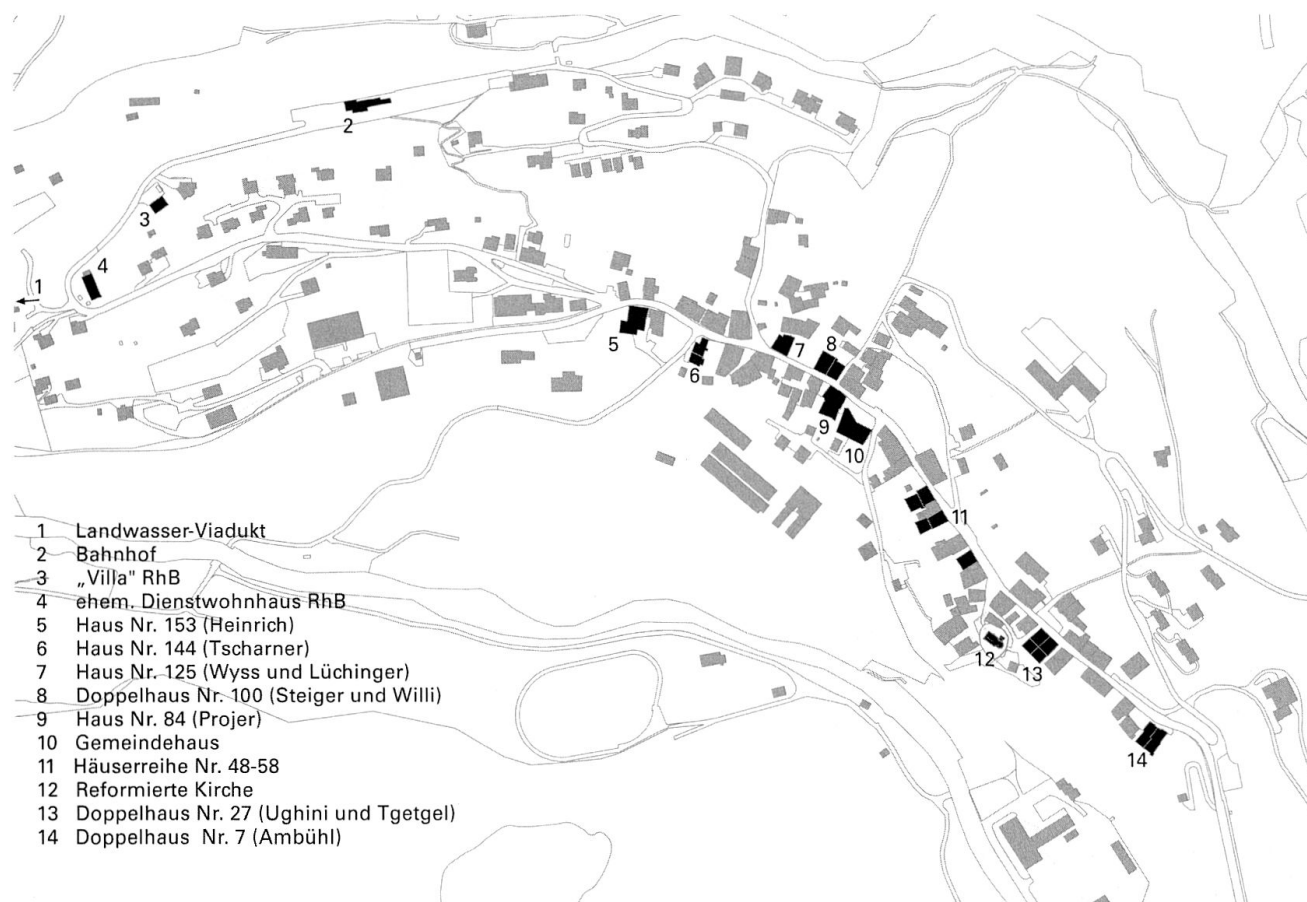 2
3
4
1
5
6
7
8
9
10
11
12
13
14
1 Landwasser-Viadukt
2 Bahnhof
3 „Villa" RhB
4 ehem. Dienstwohnhaus RhB
5 Haus Nr. 153 (Heinrich)
6 Haus Nr. 144 (Tscharner)
7 Haus Nr. 125 (Wyss und Lüchinger)
8 Doppelhaus Nr. 100 (Steiger und Willi)
9 Haus Nr. 84 (Projer)
10 Gemeindehaus
11 Häuserreihe Nr. 48-58
12 Reformierte Kirche
13 Doppelhaus Nr. 27 (Ughini und Tgetgel)
14 Doppelhaus Nr. 7 (Ambühl)